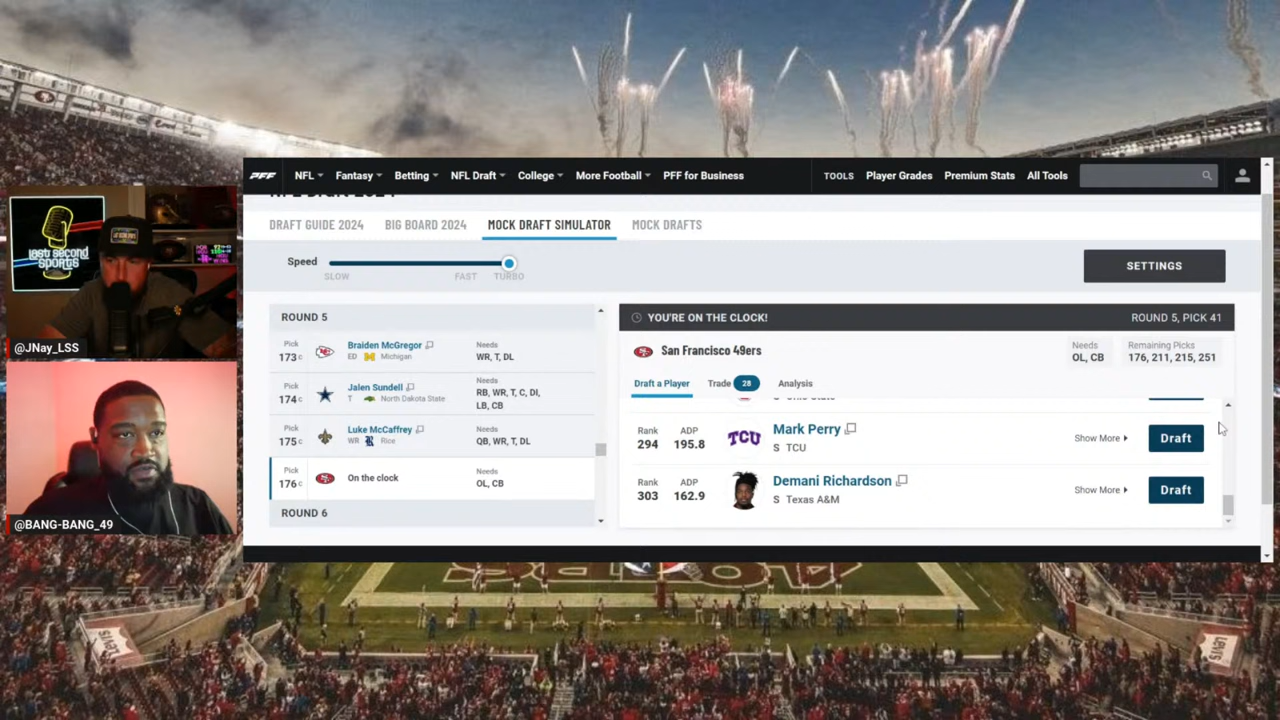 PFF
NFL
Fantasy
Betting
NFL Draft
College
More Football
PFF for Business
TOOLS
Player Grades
Premium Stats
All Tools
DRAFT GUIDE 2024
BIG BOARD 2024
MOCK DRAFT SIMULATOR
MOCK DRAFTS
Speed
SLOW
FAST
TURBO
SETTINGS
last second
sports
@JNay_LSS
@BANG-BANG_49
ROUND 5
Pick
173 c
Braiden McGregor
ED Michigan
Needs
WR, T, DL
Pick
174 c
Jalen Sundell
T North Dakota State
Needs
RB, WR, T, C, DI,
LB, CB
Pick
175 c
Luke McCaffrey
WR Rice
Needs
QB, WR, T, DL
Pick
176 c
On the clock
Needs
OL, CB
ROUND 6
YOU'RE ON THE CLOCK!
ROUND 5, PICK 41
San Francisco 49ers
Needs
OL, CB
Remaining Picks
176, 211, 215, 251
Draft a Player
Trade 28
Analysis
Rank
294
ADP
195.8
TCU
Mark Perry
S TCU
Show More
Draft
Rank
303
ADP
162.9
Demani Richardson
S Texas A&M
Show More
Draft
LEVI'S
LEVI'S